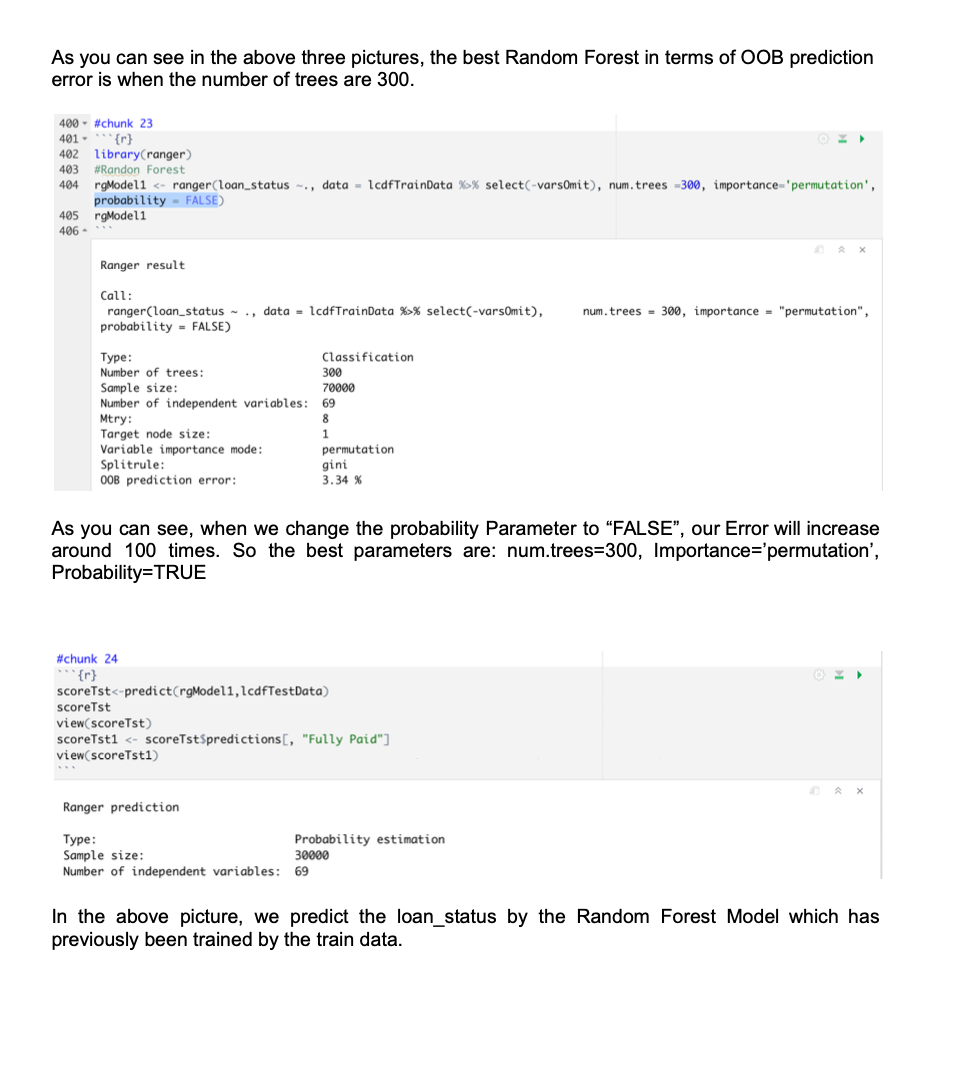 As you can see in the above three pictures, the best Random Forest in terms of OOB prediction
error is when the number of trees are 300.
400 #chunk 23
401 ```{r}
402 library(ranger)
403 #Randon Forest
404 rgModel1 <- ranger(loan_status ~., data = lcdfTrainData %>% select(-varsOmit), num.trees =300, importance='permutation',
probability = FALSE)
405 rgModel1
406 ```
Ranger result
Call:
ranger(loan_status ~ ., data = lcdfTrainData %>% select(-varsOmit), num.trees = 300, importance = "permutation",
probability = FALSE)
Type: Classification
Number of trees: 300
Sample size: 70000
Number of independent variables: 69
Mtry: 8
Target node size: 1
Variable importance mode: permutation
Splitrule: gini
OOB prediction error: 3.34 %
As you can see, when we change the probability Parameter to “FALSE”, our Error will increase
around 100 times. So the best parameters are: num.trees=300, Importance=’permutation’,
Probability=TRUE
#chunk 24
```{r}
scoreTst<-predict(rgModel1,lcdfTestData)
scoreTst
view(scoreTst)
scoreTst1 <- scoreTst$predictions[, "Fully Paid"]
view(scoreTst1)
```
Ranger prediction
Type: Probability estimation
Sample size: 30000
Number of independent variables: 69
In the above picture, we predict the loan_status by the Random Forest Model which has
previously been trained by the train data.